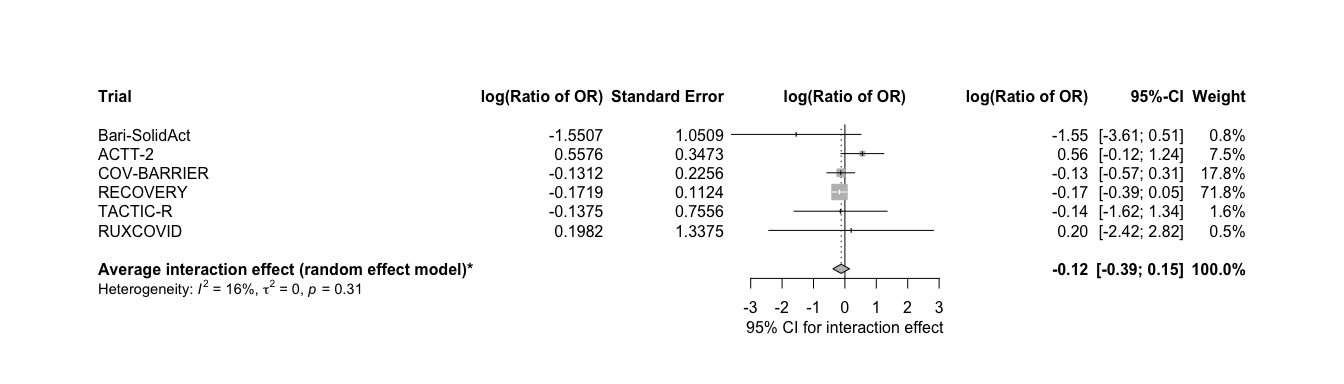 Trial log(Ratio of OR) Standard Error log(Ratio of OR) log(Ratio of OR) 95%-CI Weight
Bari-SolidAct -1.5507 1.0509 -1.55 [-3.61; 0.51] 0.8%
ACTT-2 0.5576 0.3473 0.56 [-0.12; 1.24] 7.5%
COV-BARRIER -0.1312 0.2256 -0.13 [-0.57; 0.31] 17.8%
RECOVERY -0.1719 0.1124 -0.17 [-0.39; 0.05] 71.8%
TACTIC-R -0.1375 0.7556 -0.14 [-1.62; 1.34] 1.6%
RUXCOVID 0.1982 1.3375 0.20 [-2.42; 2.82] 0.5%
Average interaction effect (random effect model)* -0.12 [-0.39; 0.15] 100.0%
Heterogeneity: I² = 16%, τ² = 0, p = 0.31
-3 -2 -1 0 1 2 3
95% CI for interaction effect